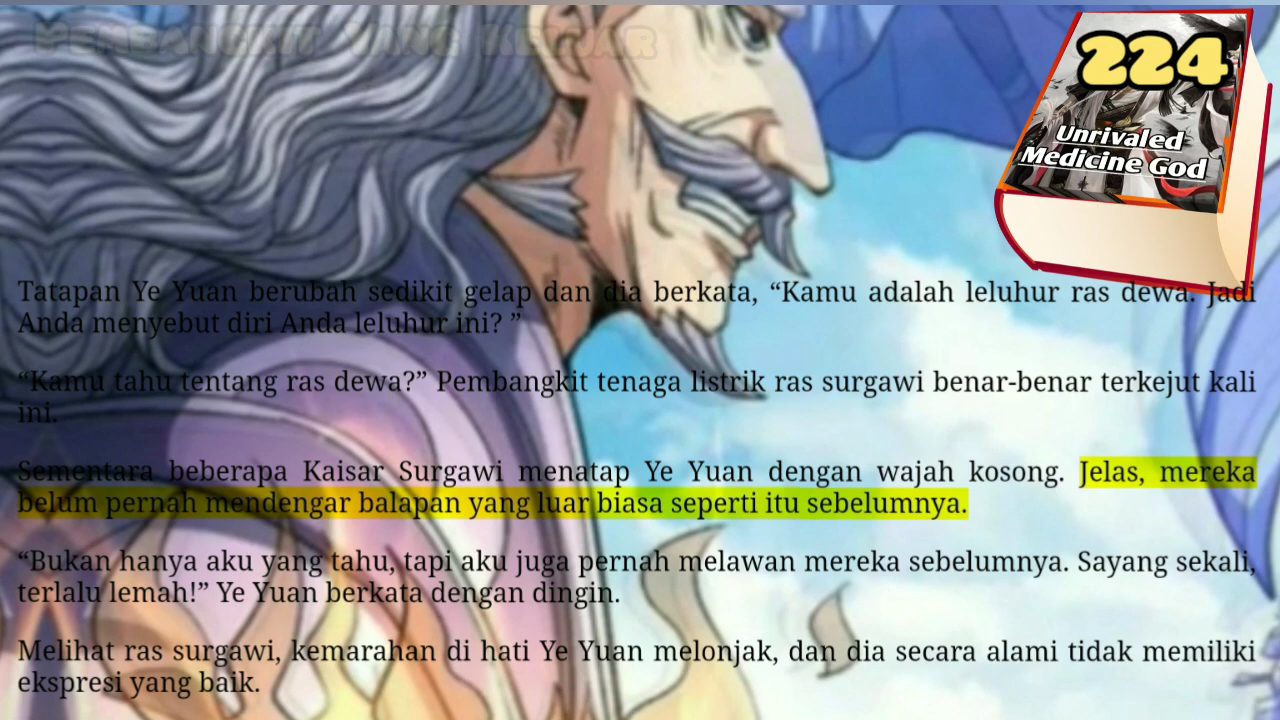 MEMBANGKIT YANG
224
Unrivaled
Medicine God
Tatapan Ye Yuan berubah sedikit gelap dan dia berkata, “Kamu adalah leluhur ras dewa. Jadi
Anda menyebut diri Anda leluhur ini? ”
“Kamu tahu tentang ras dewa?” Pembangkit tenaga listrik ras surgawi benar-benar terkejut kali
ini.
Sementara beberapa Kaisar Surgawi menatap Ye Yuan dengan wajah kosong. Jelas, mereka
belum pernah mendengar balapan yang luar biasa seperti itu sebelumnya.
“Bukan hanya aku yang tahu, tapi aku juga pernah melawan mereka sebelumnya. Sayang sekali,
terlalu lemah!” Ye Yuan berkata dengan dingin.
Melihat ras surgawi, kemarahan di hati Ye Yuan melonjak, dan dia secara alami tidak memiliki
ekspresi yang baik.